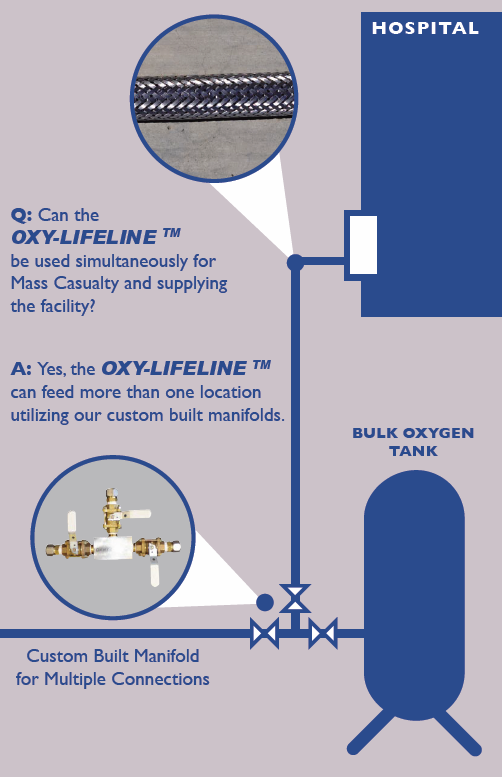 HOSPITAL
Q: Can the
OXY-LIFELINE ™
be used simultaneously for
Mass Casualty and supplying
the facility?
A: Yes, the OXY-LIFELINE ™
can feed more than one location
utilizing our custom built manifolds.
BULK OXYGEN
TANK
Custom Built Manifold
for Multiple Connections